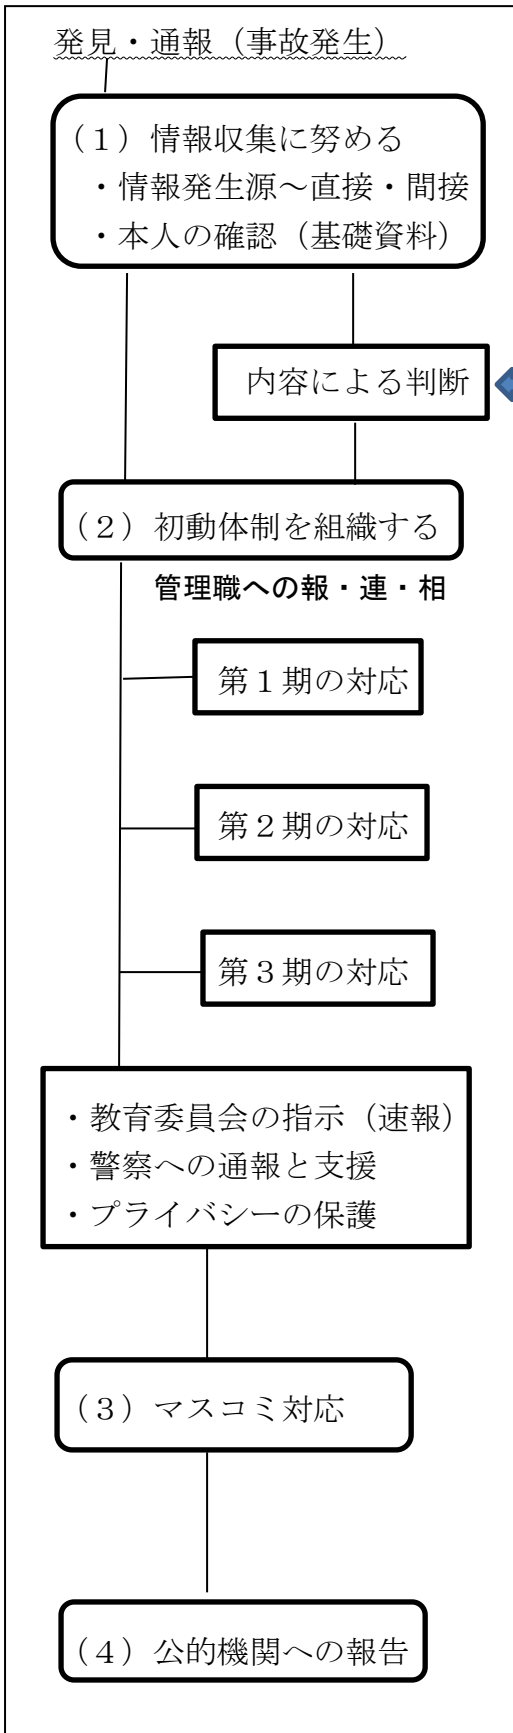 発見・通報（事故発生）
（１）情報収集に努める
・情報発生源～直接・間接
・本人の確認（基礎資料）
内容による判断
（２）初動体制を組織する
管理職への報・連・相
第１期の対応
第２期の対応
第３期の対応
・教育委員会の指示（速報）
・警察への通報と支援
・プライバシーの保護
（３）マスコミ対応
（４）公的機関への報告